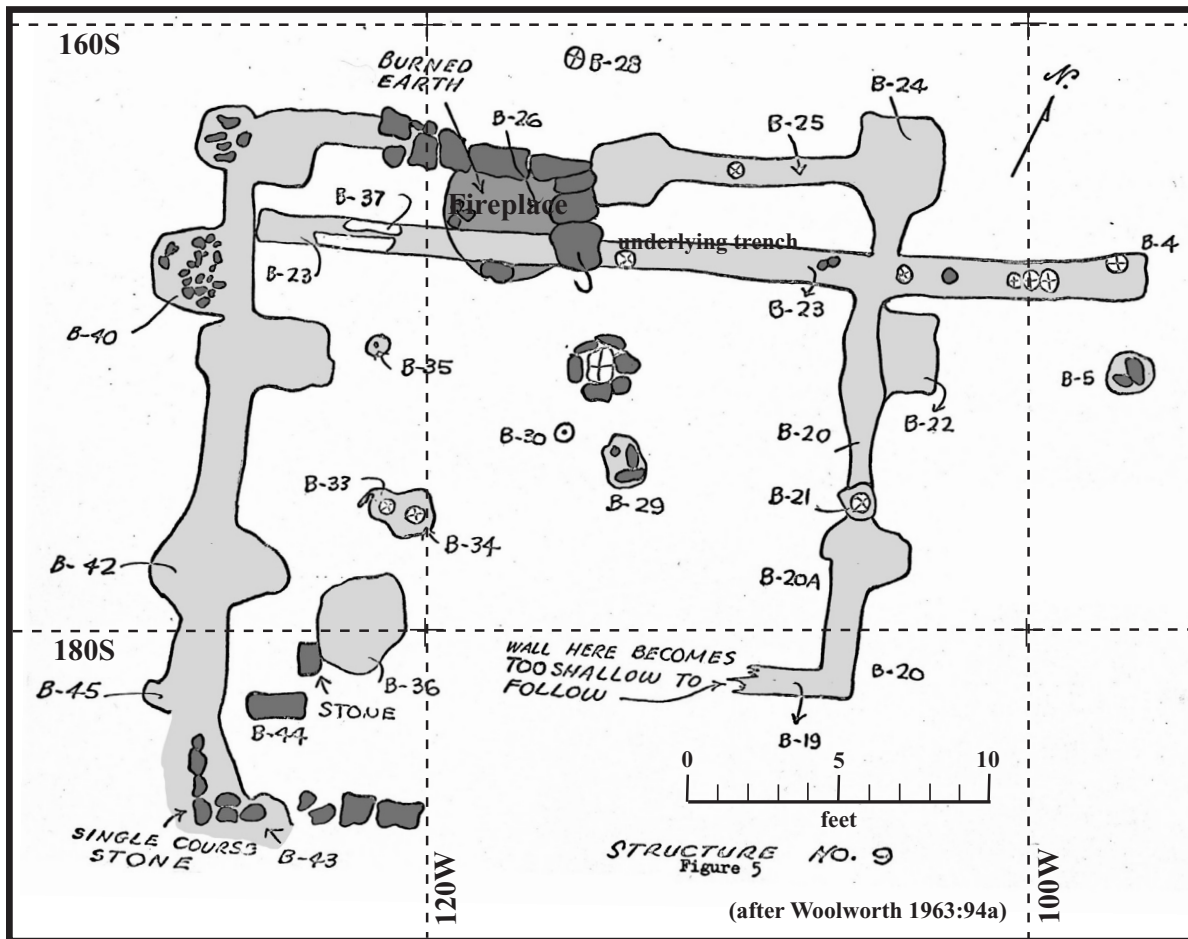 160S
BURNED
EARTH
B-28
N.
B-24
B-26
B-25
B-37
Fireplace
underlying trench
B-4
B-23
B-23
B-40
B-35
B-5
B-22
B-30
B-20
B-33
B-29
B-21
B-34
B-42
B-20A
180S
WALL HERE BECOMES
TOO SHALLOW TO
FOLLOW
B-45
B-36
B-20
STONE
B-44
B-19
0 5 10
feet
SINGLE COURSE
STONE
B-43
STRUCTURE NO. 9
Figure 5
120W
100W
(after Woolworth 1963:94a)